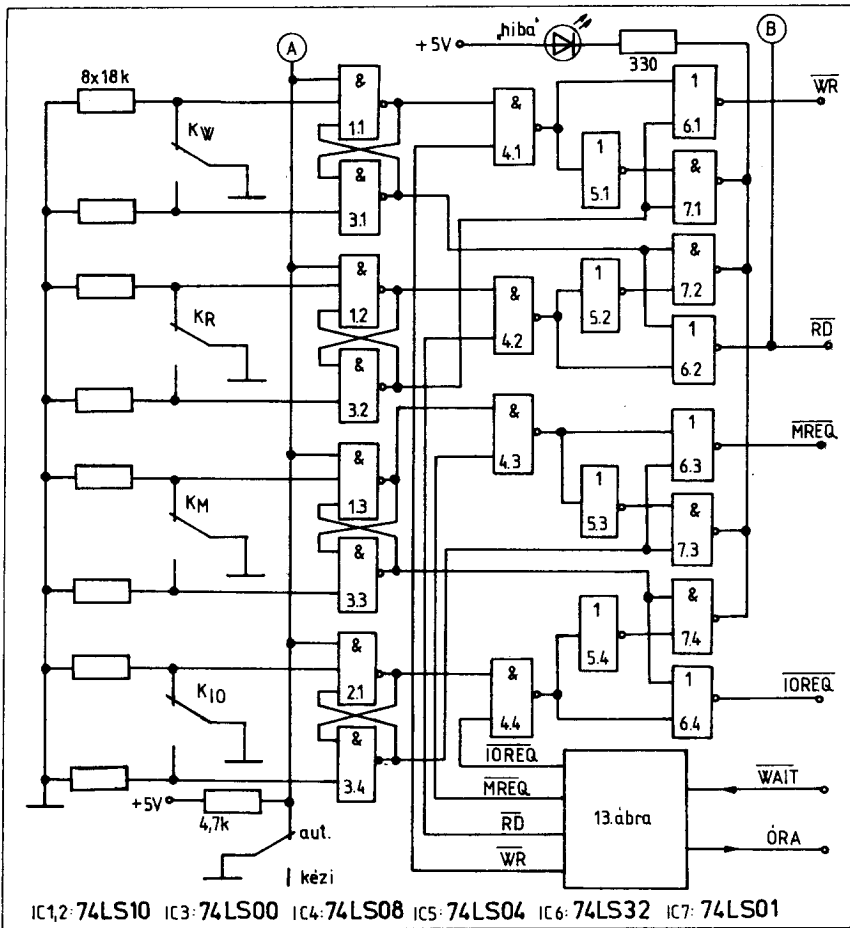 A
+5V
„hiba"
330
B
8x18k
KW
&
1.1
&
3.1
&
4.1
1
5.1
1
6.1
&
7.1
WR
KR
&
1.2
&
3.2
&
4.2
1
5.2
&
7.2
1
6.2
RD
KM
&
1.3
&
3.3
&
4.3
1
5.3
1
6.3
&
7.3
MREQ
KIO
&
2.1
&
3.4
&
4.4
1
5.4
&
7.4
1
6.4
IOREQ
IOREQ
MREQ
RD
WR
13.ábra
WAIT
ÓRA
+5V
4,7k
aut.
kézi
IC1,2: 74LS10 IC3: 74LS00 IC4: 74LS08 IC5: 74LS04 IC6: 74LS32 IC7: 74LS01